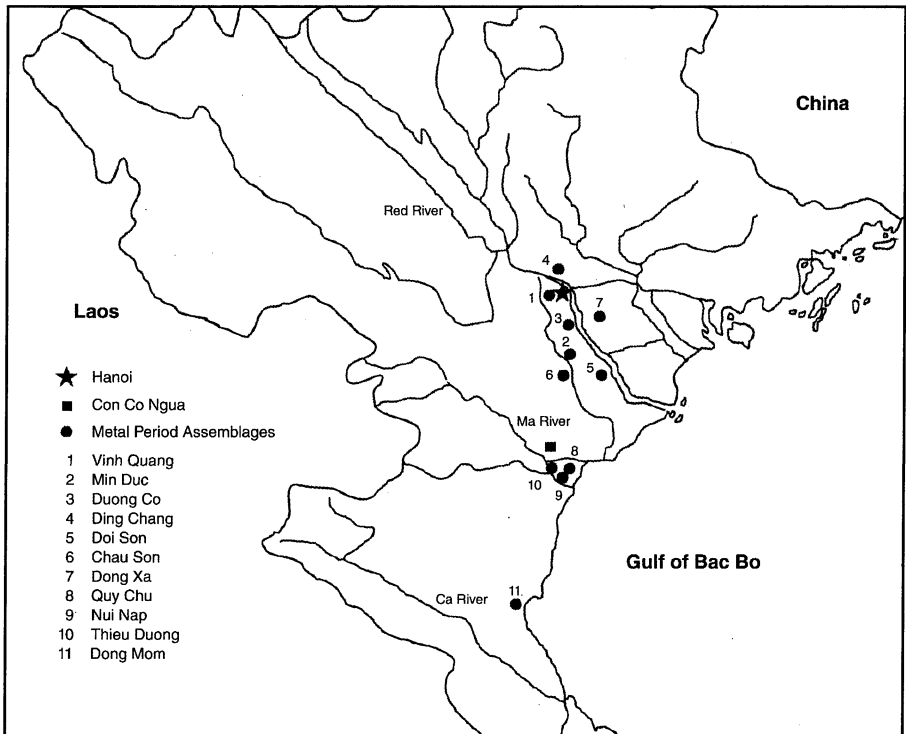 China
Red River
4
1
7
Laos
3
2
6
5
Hanoi
Con Co Ngua
Ma River
Metal Period Assemblages
8
10
9
1 Vinh Quang
2 Min Duc
3 Duong Co
4 Ding Chang
5 Doi Son
6 Chau Son
7 Dong Xa
8 Quy Chu
9 Nui Nap
10 Thieu Duong
11 Dong Mom
Gulf of Bac Bo
Ca River
11